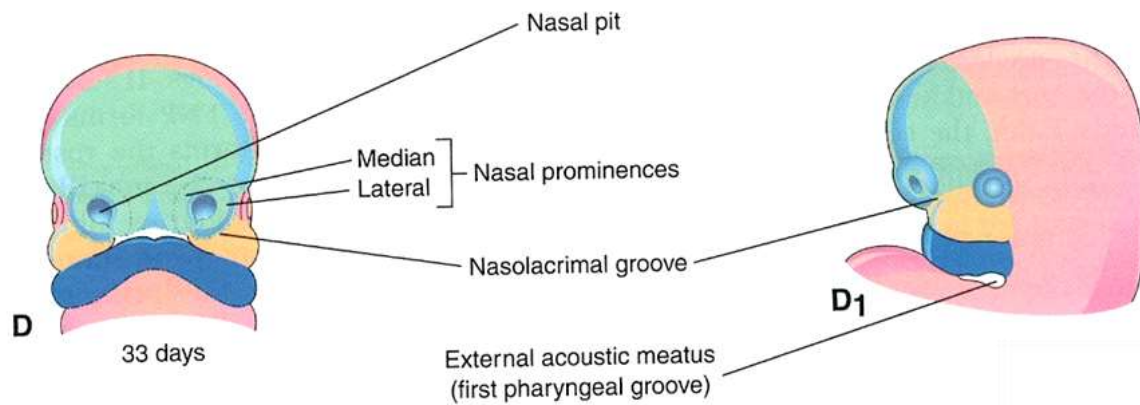 Nasal pit
Median
Lateral
Nasal prominences
Nasolacrimal groove
D
33 days
D1
External acoustic meatus
(first pharyngeal groove)